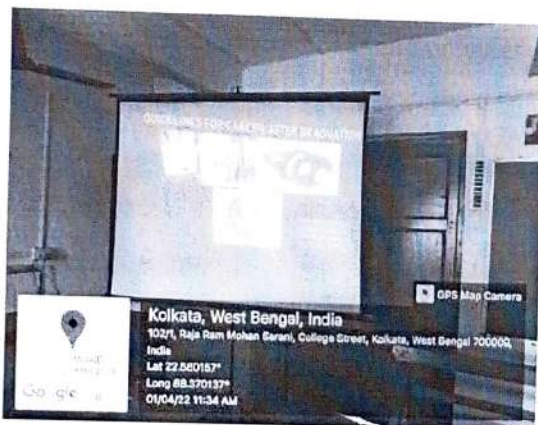 GUIDELINES FOR CAREER AFTER GRADUATION
GPS Map Camera
Kolkata, West Bengal, India
102/1, Raja Ram Mohan Sarani, College Street, Kolkata, West Bengal 700009,
India
Lat 22.580157°
Long 88.370137°
01/04/22 11:34 AM
Google